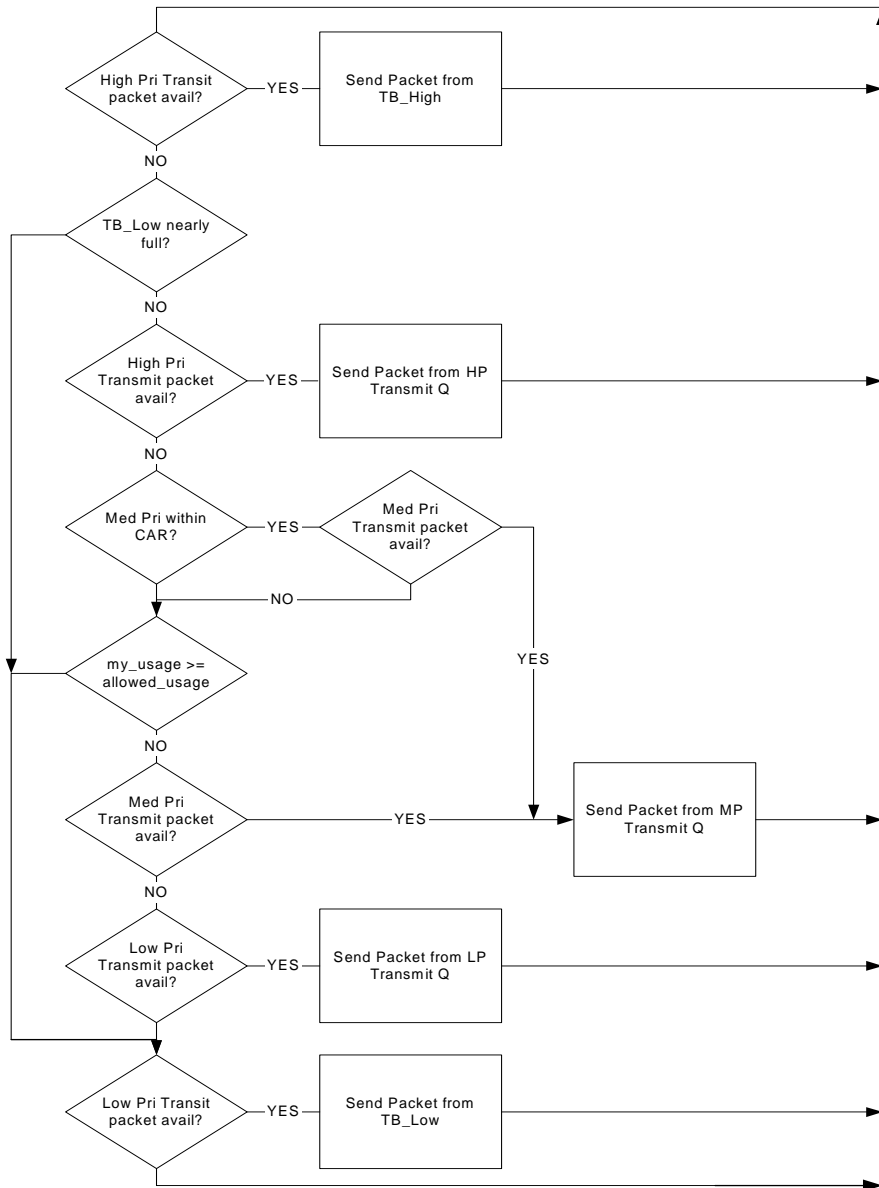 High Pri Transit
packet avail?
YES
Send Packet from
TB_High
NO
TB_Low nearly
full?
NO
High Pri
Transmit packet
avail?
YES
Send Packet from HP
Transmit Q
NO
Med Pri within
CAR?
YES
Med Pri
Transmit packet
avail?
NO
YES
my_usage >=
allowed_usage
NO
Med Pri
Transmit packet
avail?
YES
Send Packet from MP
Transmit Q
NO
Low Pri
Transmit packet
avail?
YES
Send Packet from LP
Transmit Q
Low Pri Transit
packet avail?
YES
Send Packet from
TB_Low